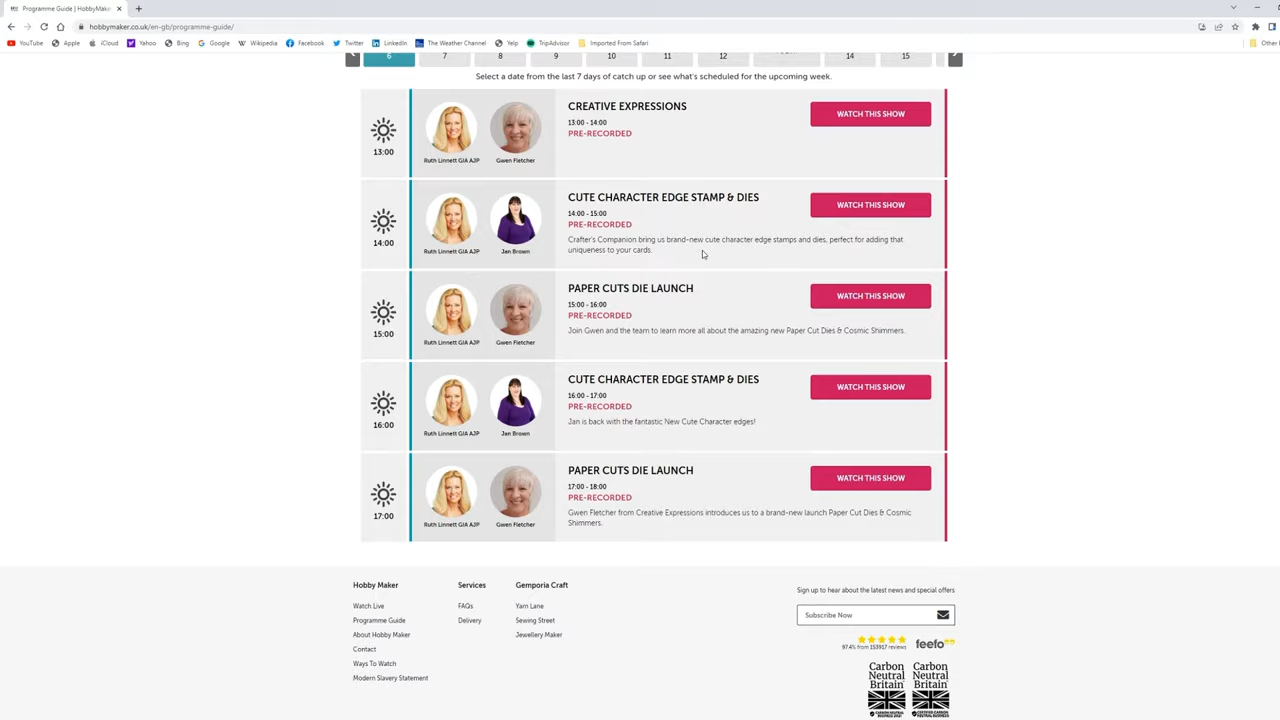 Programme Guide | HobbyMake
hobbymaker.co.uk/en-gb/programme-guide/
YouTube Apple iCloud Yahoo Bing Google Wikipedia Facebook Twitter LinkedIn The Weather Channel Yelp TripAdvisor Imported From Safari Other
6 7 8 9 10 11 12 14 15
Select a date from the last 7 days of catch up or see what's scheduled for the upcoming week.
13:00
Ruth Linnett GIA AJP
Gwen Fletcher
CREATIVE EXPRESSIONS
13:00 - 14:00
PRE-RECORDED
WATCH THIS SHOW
14:00
Ruth Linnett GIA AJP
Jan Brown
CUTE CHARACTER EDGE STAMP & DIES
14:00 - 15:00
PRE-RECORDED
Crafter's Companion bring us brand-new cute character edge stamps and dies, perfect for adding that
uniqueness to your cards.
WATCH THIS SHOW
15:00
Ruth Linnett GIA AJP
Gwen Fletcher
PAPER CUTS DIE LAUNCH
15:00 - 16:00
PRE-RECORDED
Join Gwen and the team to learn more all about the amazing new Paper Cut Dies & Cosmic Shimmers.
WATCH THIS SHOW
16:00
Ruth Linnett GIA AJP
Jan Brown
CUTE CHARACTER EDGE STAMP & DIES
16:00 - 17:00
PRE-RECORDED
Jan is back with the fantastic New Cute Character edges!
WATCH THIS SHOW
17:00
Ruth Linnett GIA AJP
Gwen Fletcher
PAPER CUTS DIE LAUNCH
17:00 - 18:00
PRE-RECORDED
Gwen Fletcher from Creative Expressions introduces us to a brand-new launch Paper Cut Dies & Cosmic
Shimmers.
WATCH THIS SHOW
Hobby Maker
Watch Live
Programme Guide
About Hobby Maker
Contact
Ways To Watch
Modern Slavery Statement
Services
FAQs
Delivery
Gemporia Craft
Yarn Lane
Sewing Street
Jewellery Maker
Sign up to hear about the latest news and special offers
Subscribe Now
97.4% from 153917 reviews
feefo
Carbon
Neutral
Britain
Carbon
Neutral
Britain